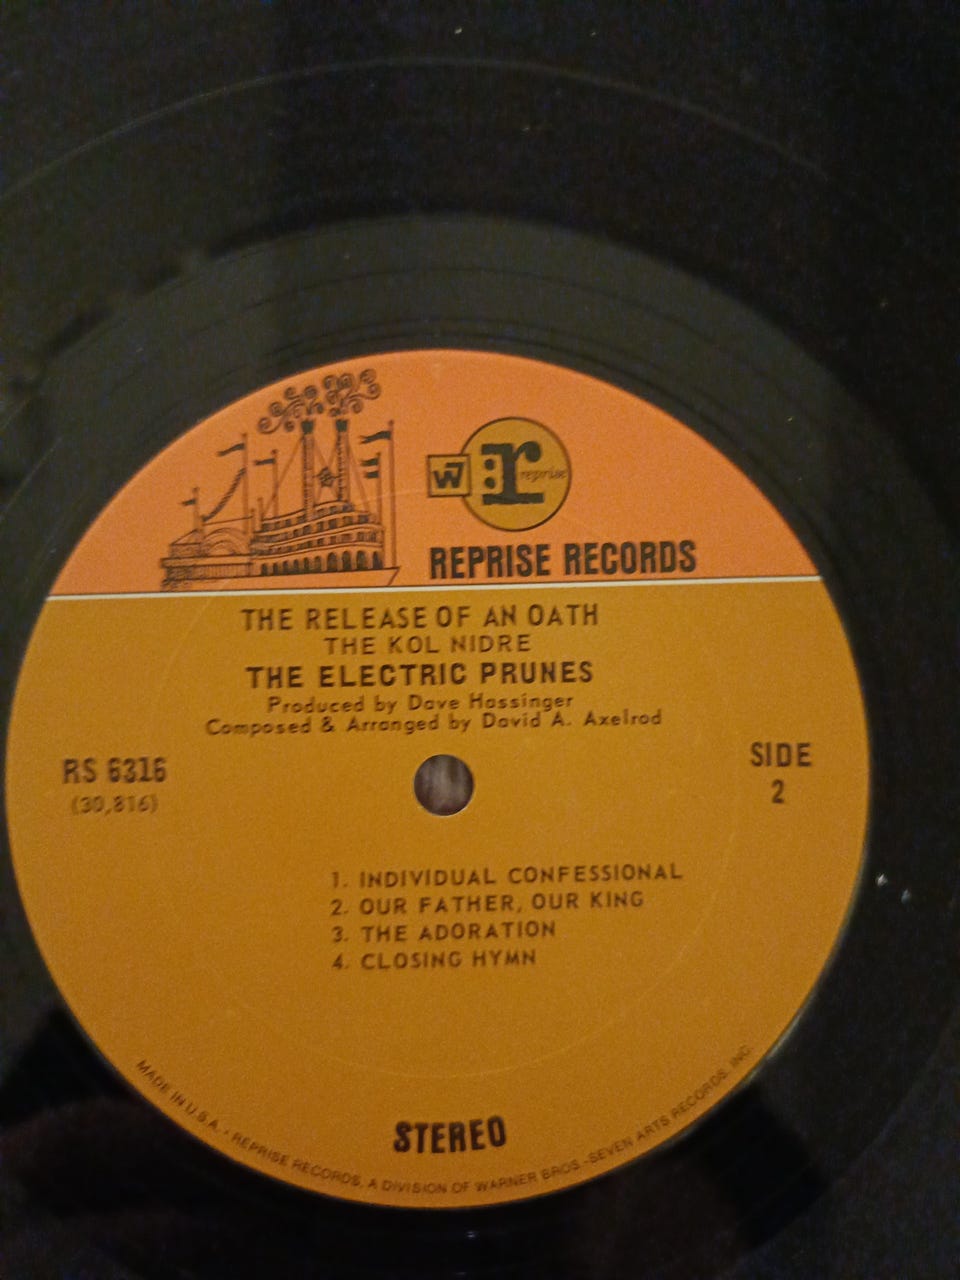 W7
r: reprise
REPRISE RECORDS
THE RELEASE OF AN OATH
THE KOL NIDRE
THE ELECTRIC PRUNES
Produced by Dave Hassinger
Composed & Arranged by David A. Axelrod
RS 6316
(30,816)
SIDE
2
1. INDIVIDUAL CONFESSIONAL
2. OUR FATHER, OUR KING
3. THE ADORATION
4. CLOSING HYMN
STEREO
MADE IN U.S.A. • REPRISE RECORDS, A DIVISION OF WARNER BROS.-SEVEN ARTS RECORDS, INC.